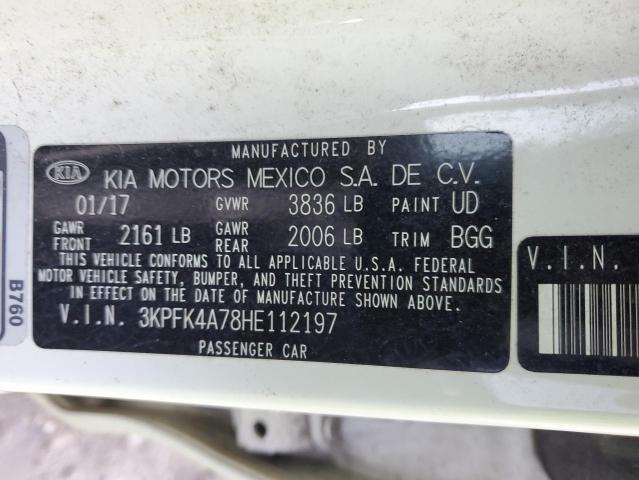 MANUFACTURED BY
KIA KIA MOTORS MEXICO S.A. DE C.V.
01/17 GVWR 3836 LB PAINT UD
GAWR FRONT 2161 LB GAWR REAR 2006 LB TRIM BGG
THIS VEHICLE CONFORMS TO ALL APPLICABLE U.S.A. FEDERAL
MOTOR VEHICLE SAFETY, BUMPER, AND THEFT PREVENTION STANDARDS
IN EFFECT ON THE DATE OF MANUFACTURE SHOWN ABOVE.
V.I.N. 3KPFK4A78HE112197
PASSENGER CAR
B760
V.I.N.